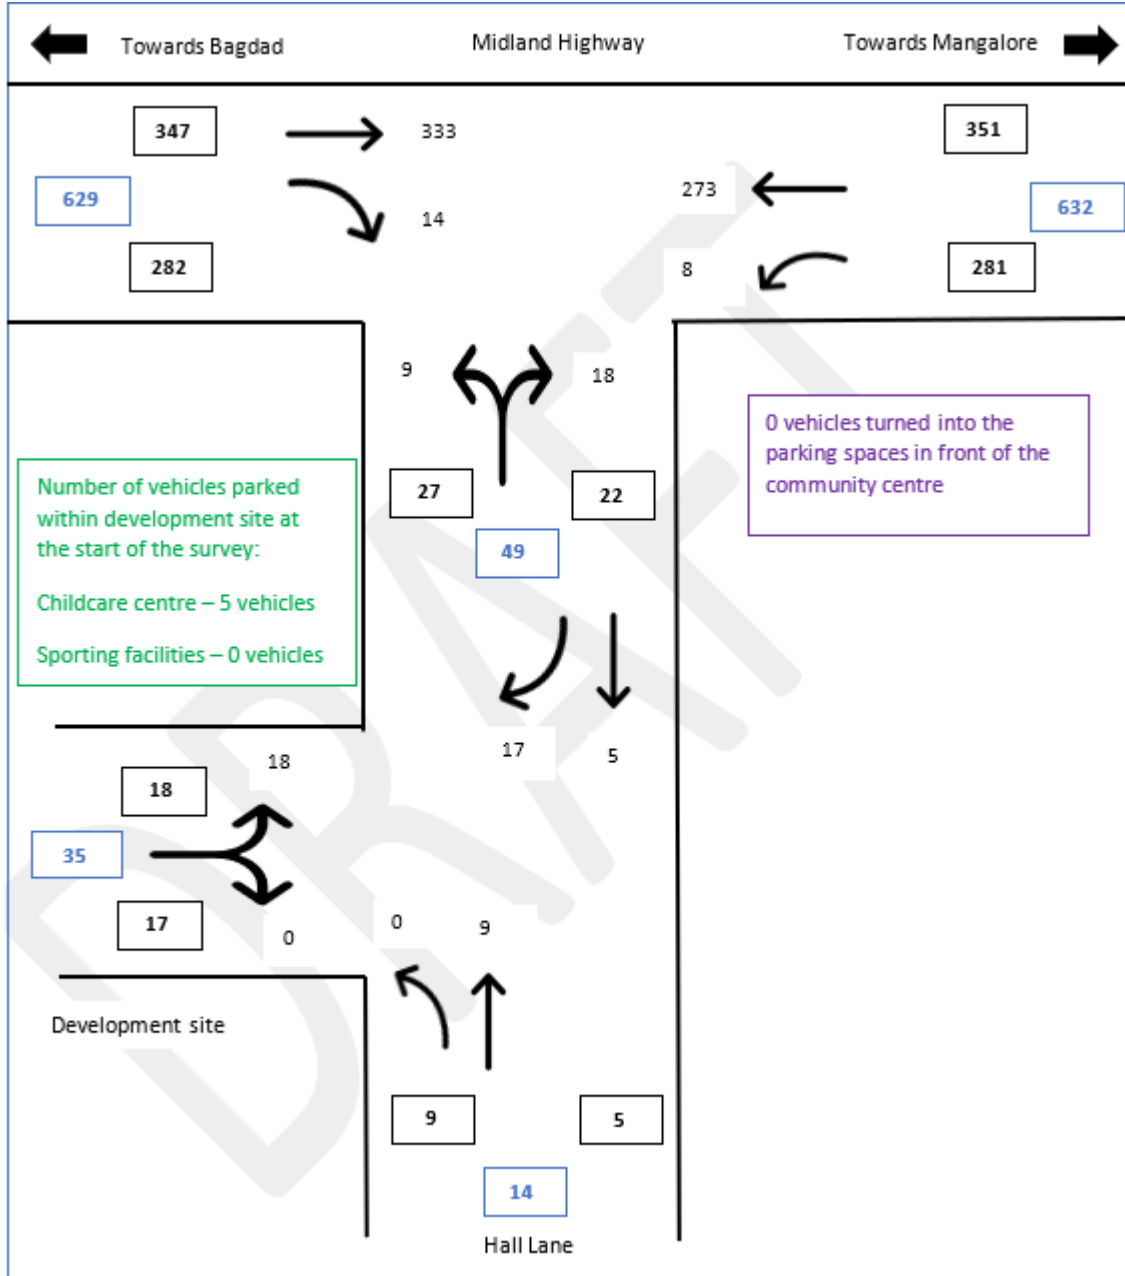 Towards Bagdad
Midland Highway
Towards Mangalore
347
333
351
273
629
632
14
282
8
281
9
18
0 vehicles turned into the
parking spaces in front of the
community centre
Number of vehicles parked
within development site at
the start of the survey:
Childcare centre – 5 vehicles
Sporting facilities – 0 vehicles
27
22
49
17
5
18
18
35
17
0
0
9
Development site
9
5
14
Hall Lane
DRAFT